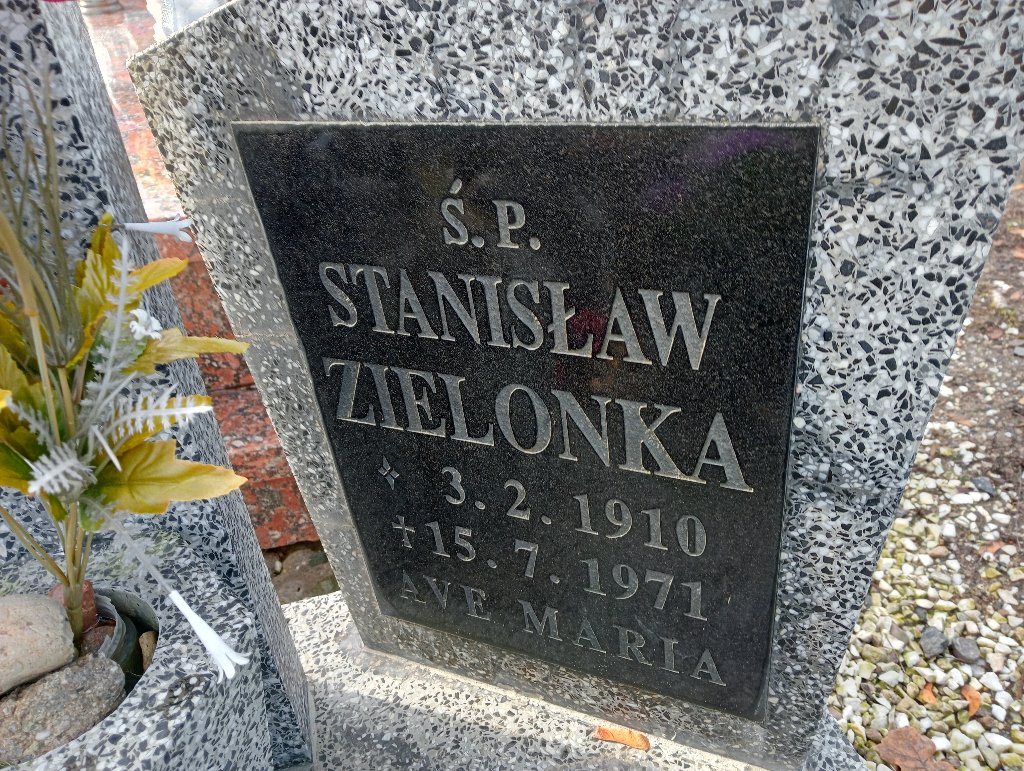 Ś. P.
STANISŁAW
ZIELONKA
3. 2. 1910
+ 15. 7. 1971
AVE MARIA